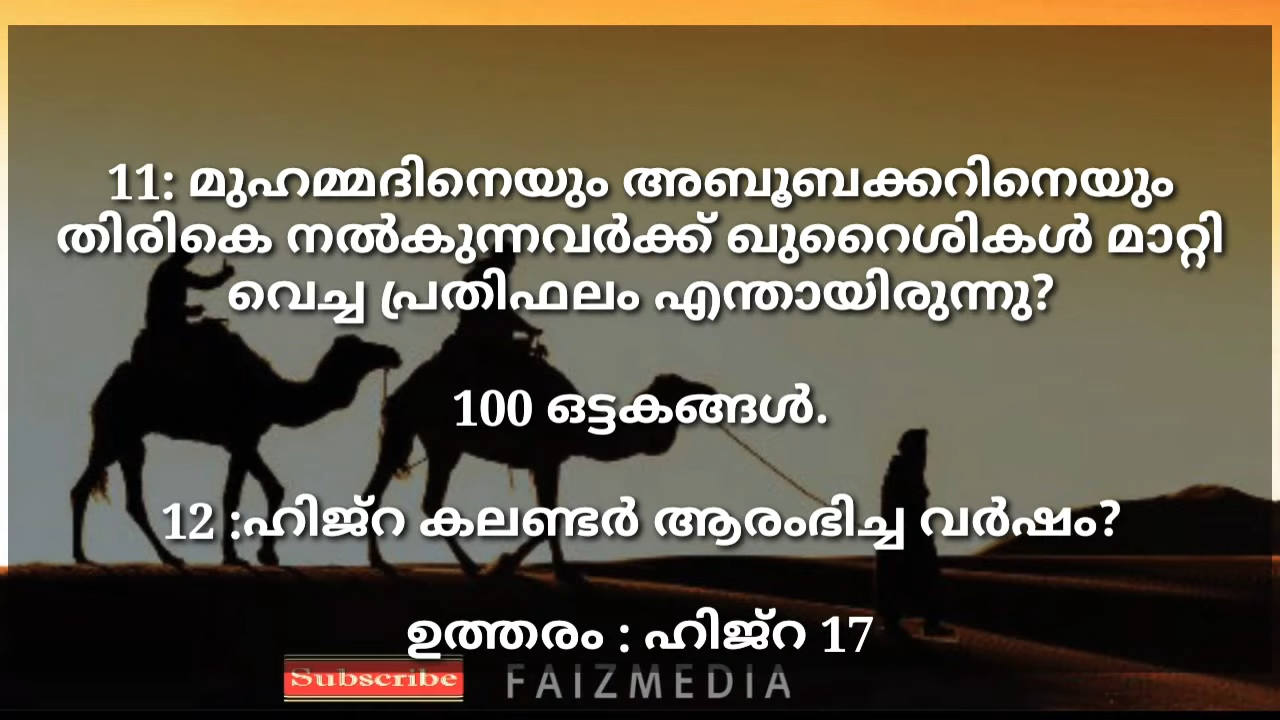 11: മുഹമ്മദിനെയും അബൂബക്കറിനെയും
തിരികെ നൽകുന്നവർക്ക് ഖുറൈശികൾ മാറ്റി
വെച്ച പ്രതിഫലം എന്തായിരുന്നു?
100 ഒട്ടകങ്ങൾ.
12 :ഹിജ്റ കലണ്ടർ ആരംഭിച്ച വർഷം?
ഉത്തരം : ഹിജ്റ 17
Subscribe FAIZMEDIA